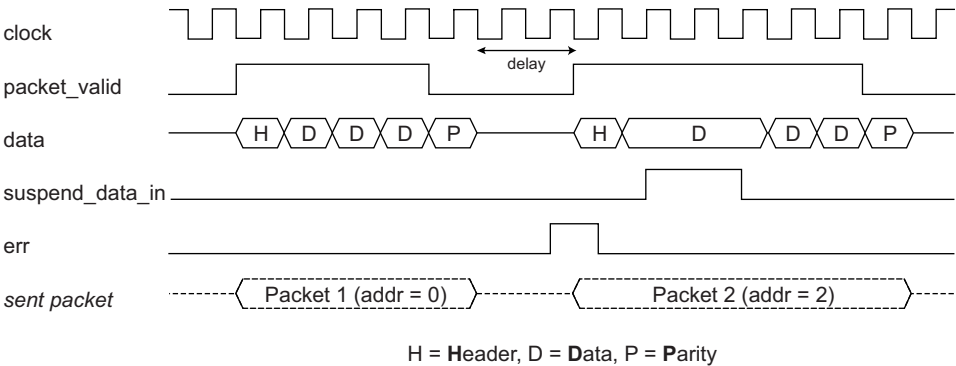 clock
delay
packet_valid
data H D D D P H D D D P
suspend_data_in
err
sent packet Packet 1 (addr = 0) Packet 2 (addr = 2)
H = Header, D = Data, P = Parity